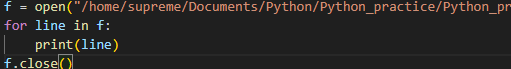 f = open("/home/supreme/Documents/Python/Python_practice/Python_pr
for line in f:
    print(line)
f.close()